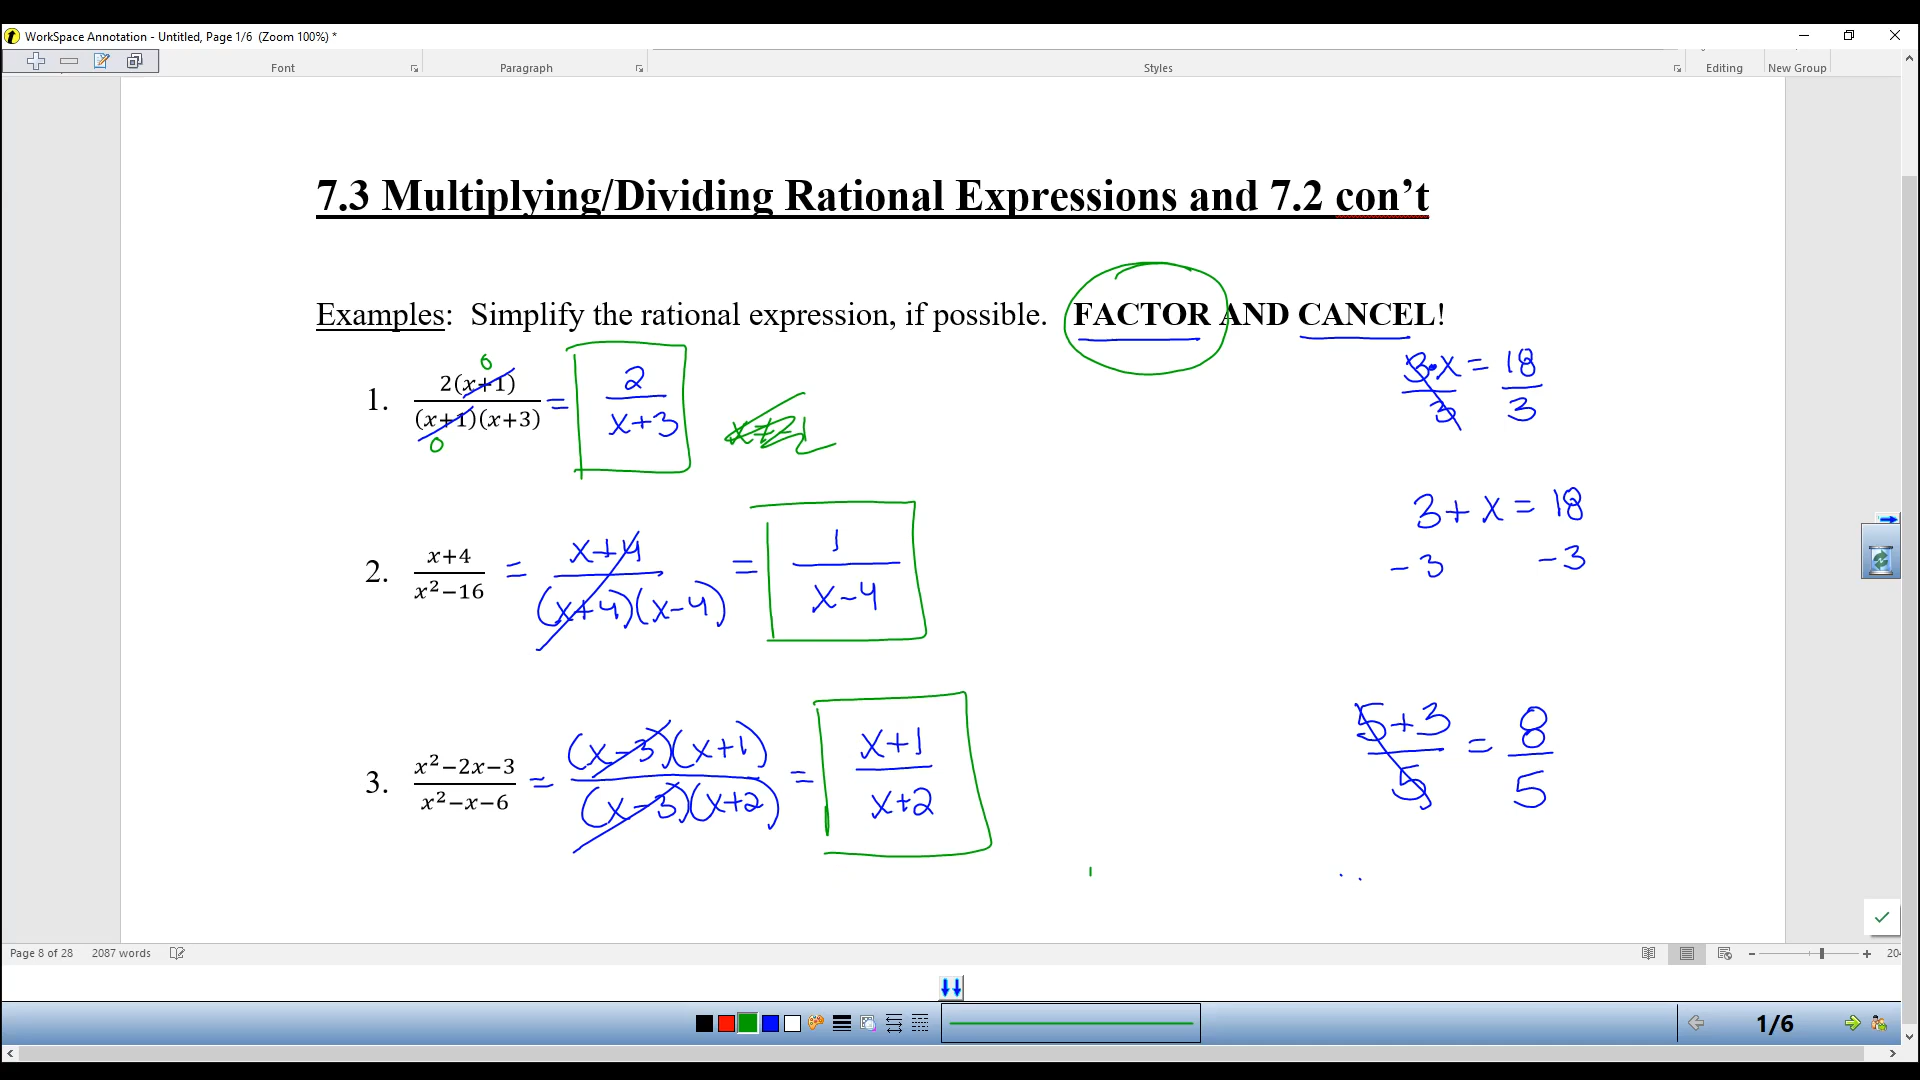 WorkSpace Annotation - Untitled, Page 1/6 (Zoom 100%) *
Font Paragraph Styles Editing New Group
7.3 Multiplying/Dividing Rational Expressions and 7.2 con’t
Examples: Simplify the rational expression, if possible. FACTOR AND CANCEL!
1. 2(x+1)/(x+1)(x+3) = 2/x+3
0
0
3·x = 18
3 3
2. x+4/x²−16 = x+4/(x+4)(x−4) = 1/x−4
3 + x = 18
−3 −3
3. x²−2x−3/x²−x−6 = (x−3)(x+1)/(x−3)(x+2) = x+1/x+2
5+3/5 = 8/5
Page 8 of 28 2087 words
1/6